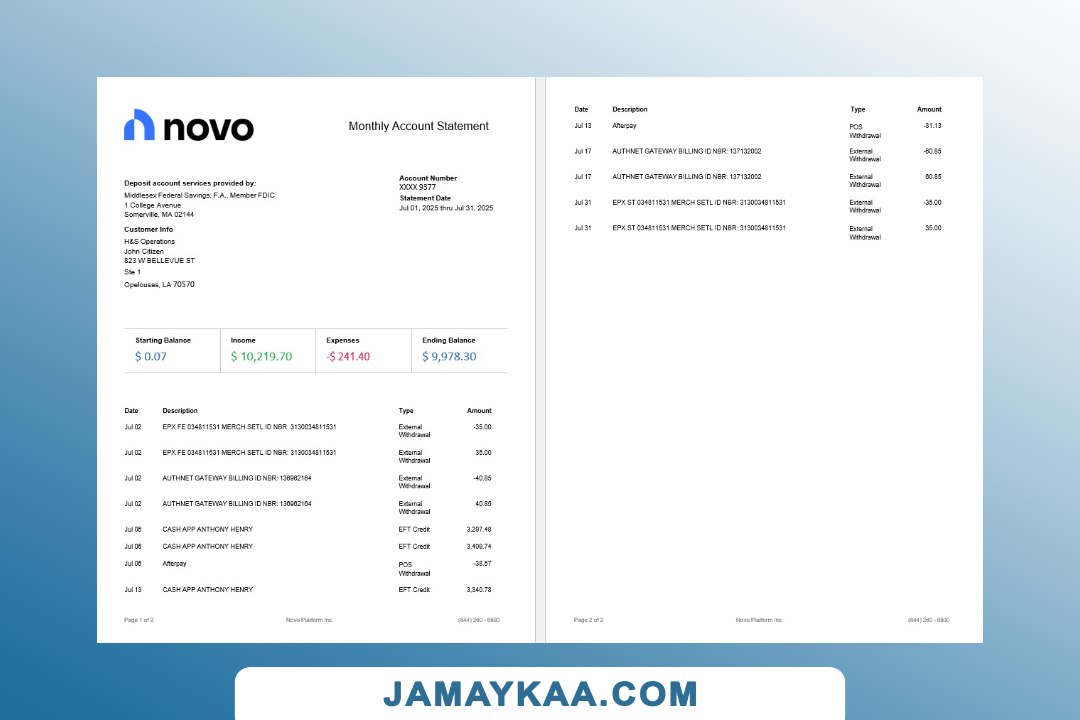 novo
Monthly Account Statement
Deposit account services provided by:
Middlesex Federal Savings, F.A., Member FDIC
1 College Avenue
Somerville, MA 02144
Customer Info
H&S Operations
John Citizen
823 W BELLEVUE ST
Ste 1
Opelousas, LA 70570
Account Number
XXXX 9377
Statement Date
Jul 01, 2025 thru Jul 31, 2025
Starting Balance Income Expenses Ending Balance
$ 0.07 $ 10,219.70 -$ 241.40 $ 9,978.30
Date Description Type Amount
Jul 02 EPX FE 034811531 MERCH SETL ID NBR: 3130034811531 External -35.00
Withdrawal
Jul 02 EPX FE 034811531 MERCH SETL ID NBR: 3130034811531 External 35.00
Withdrawal
Jul 02 AUTHNET GATEWAY BILLING ID NBR: 136962164 External -40.85
Withdrawal
Jul 02 AUTHNET GATEWAY BILLING ID NBR: 136962164 External 40.85
Withdrawal
Jul 06 CASH APP ANTHONY HENRY EFT Credit 3,297.48
Jul 06 CASH APP ANTHONY HENRY EFT Credit 3,409.74
Jul 06 Afterpay POS -38.57
Withdrawal
Jul 13 CASH APP ANTHONY HENRY EFT Credit 3,340.78
Page 1 of 2 Novo Platform Inc. (844) 260 - 6800
Date Description Type Amount
Jul 13 Afterpay POS -31.13
Withdrawal
Jul 17 AUTHNET GATEWAY BILLING ID NBR: 137132002 External -60.85
Withdrawal
Jul 17 AUTHNET GATEWAY BILLING ID NBR: 137132002 External 60.85
Withdrawal
Jul 31 EPX ST 034811531 MERCH SETL ID NBR: 3130034811531 External -35.00
Withdrawal
Jul 31 EPX ST 034811531 MERCH SETL ID NBR: 3130034811531 External 35.00
Withdrawal
Page 2 of 2 Novo Platform Inc. (844) 260 - 6800
JAMAYKAA.COM